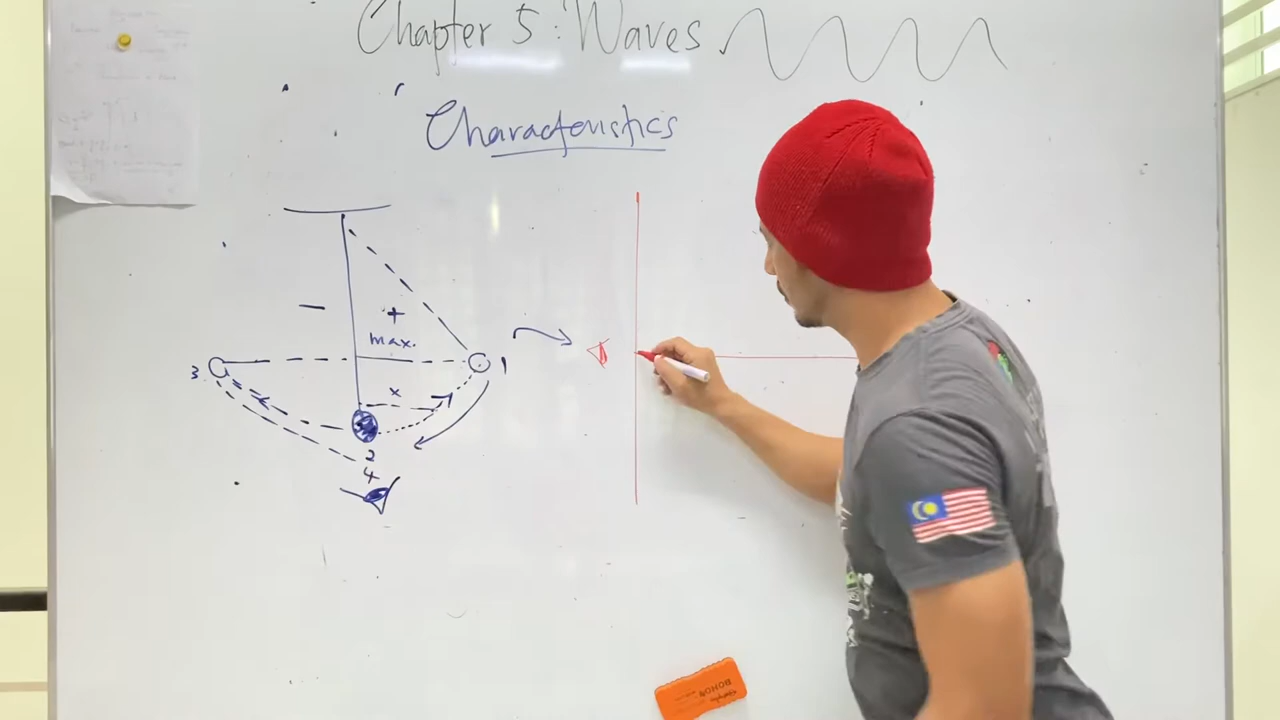 Chapter 5 : Waves
Characteristics
−
+
max.
3
1
x
2
4
BOHO